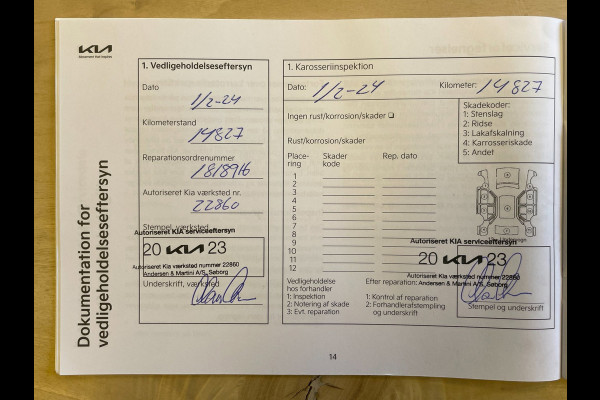 KIA
Movement that inspires
Dokumentation for
vedligeholdelseseftersyn
1. Vedligeholdelseseftersyn
Dato
1/2-24
Kilometerstand
14827
Reparationsordrenummer
1818916
Autoriseret Kia værksted nr.
22860
Stempel, værksted
Autoriseret KIA serviceeftersyn
20 KIA 23
Autoriseret Kia værksted nummer 22860
Andersen & Martini A/S, Søborg
Underskrift, værksted
1. Karosseriinspektion
Dato: 1/2-24
Kilometer: 14827
Ingen rust/korrosion/skader
Skadekoder:
1: Stenslag
2: Ridse
3: Lakafskalning
4: Karrosseriskade
5: Andet
Rust/korrosion/skader
Place-
ring
Skader
kode
Rep. dato
1
2
3
4
5
6
7
8
9
10
11
12
Autoriseret KIA serviceeftersyn
20 KIA 23
Autoriseret Kia værksted nummer 22860
Andersen & Martini A/S, Søborg
Vedligeholdelse
hos forhandler
1: Inspektion
2: Notering af skade
3: Evt. reparation
Efter reparation:
1: Kontrol af reparation
2: Forhandlerafstempling
og underskrift
Stempel og underskrift
14